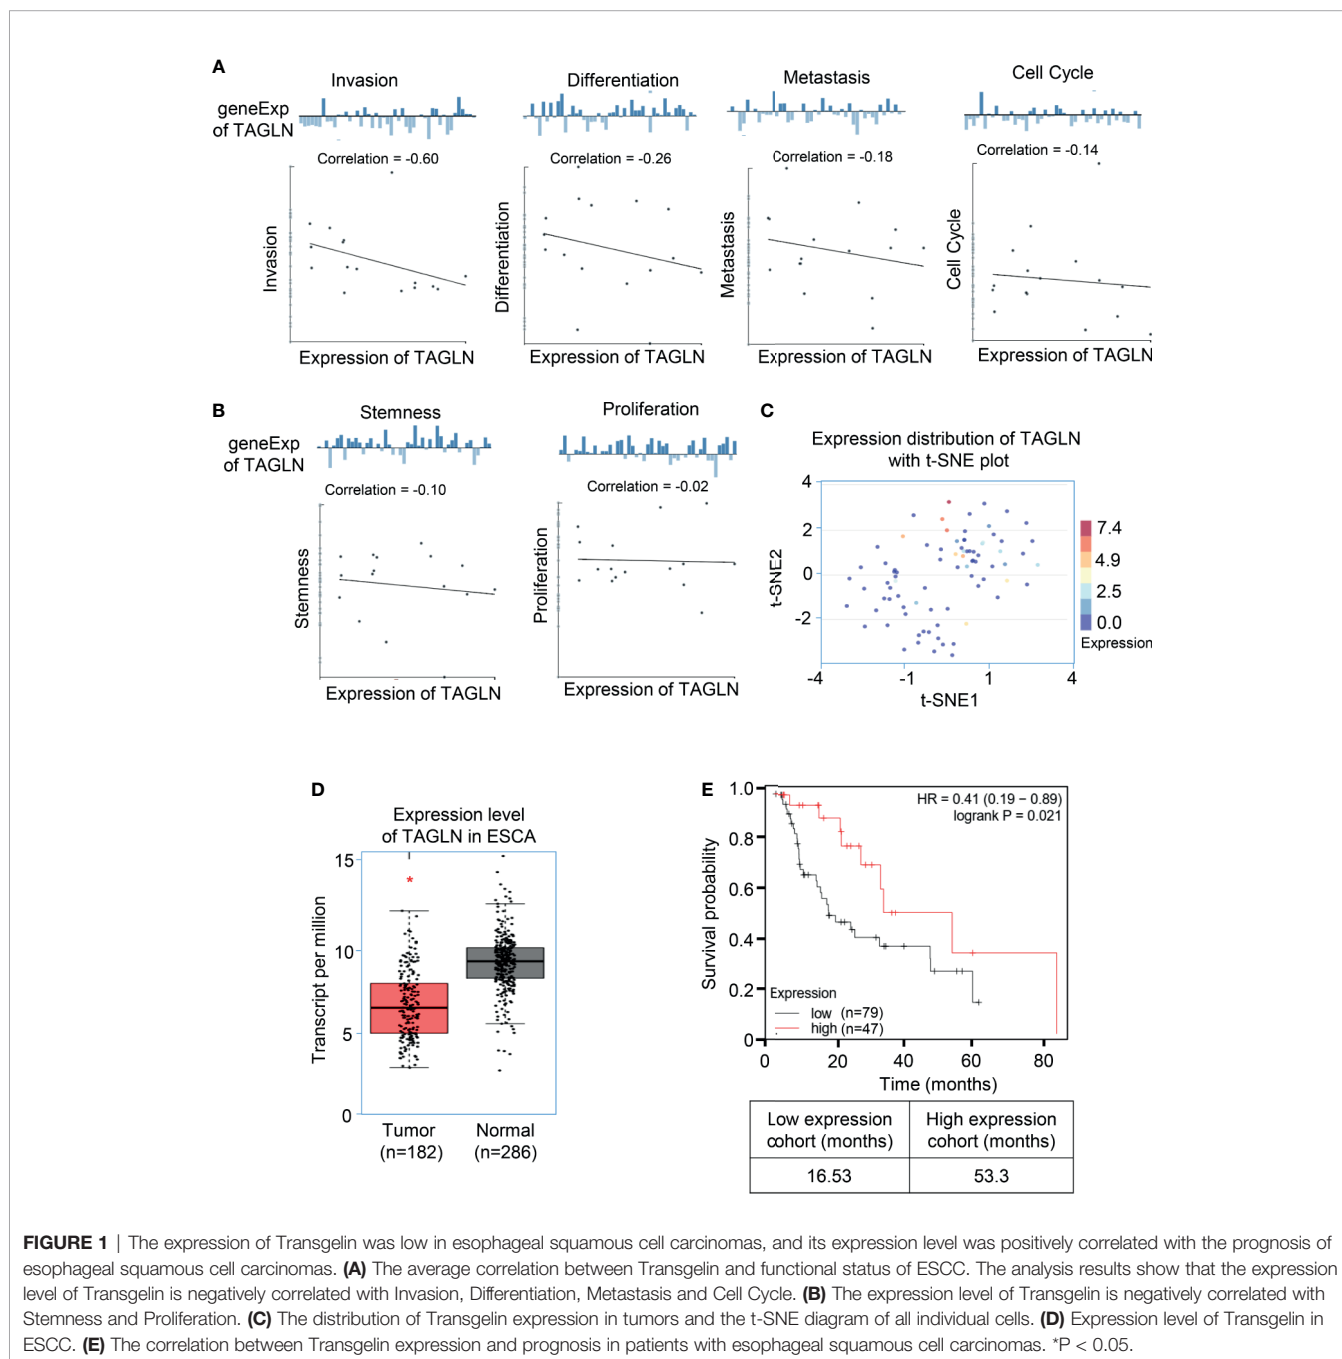 A
Invasion
Differentiation
Metastasis
Cell Cycle
geneExp
of TAGLN
Correlation = -0.60
Correlation = -0.26
Correlation = -0.18
Correlation = -0.14
Invasion
Differentiation
Metastasis
Cell Cycle
Expression of TAGLN
Expression of TAGLN
Expression of TAGLN
Expression of TAGLN
B
Stemness
Proliferation
geneExp
of TAGLN
Correlation = -0.10
Correlation = -0.02
Stemness
Proliferation
Expression of TAGLN
Expression of TAGLN
C
Expression distribution of TAGLN
with t-SNE plot
4
2
0
-2
t-SNE2
-4
-1
1
4
t-SNE1
7.4
4.9
2.5
0.0
Expression
D
Expression level
of TAGLN in ESCA
15
10
5
0
Transcript per million
*
Tumor
(n=182)
Normal
(n=286)
E
1.0
0.8
0.6
0.4
0.2
0
Survival probability
HR = 0.41 (0.19 − 0.89)
logrank P = 0.021
Expression
low (n=79)
high (n=47)
0
20
40
60
80
Time (months)
Low expression
cohort (months)
High expression
cohort (months)
16.53
53.3
FIGURE 1 | The expression of Transgelin was low in esophageal squamous cell carcinomas, and its expression level was positively correlated with the prognosis of
esophageal squamous cell carcinomas. (A) The average correlation between Transgelin and functional status of ESCC. The analysis results show that the expression
level of Transgelin is negatively correlated with Invasion, Differentiation, Metastasis and Cell Cycle. (B) The expression level of Transgelin is negatively correlated with
Stemness and Proliferation. (C) The distribution of Transgelin expression in tumors and the t-SNE diagram of all individual cells. (D) Expression level of Transgelin in
ESCC. (E) The correlation between Transgelin expression and prognosis in patients with esophageal squamous cell carcinomas. *P < 0.05.